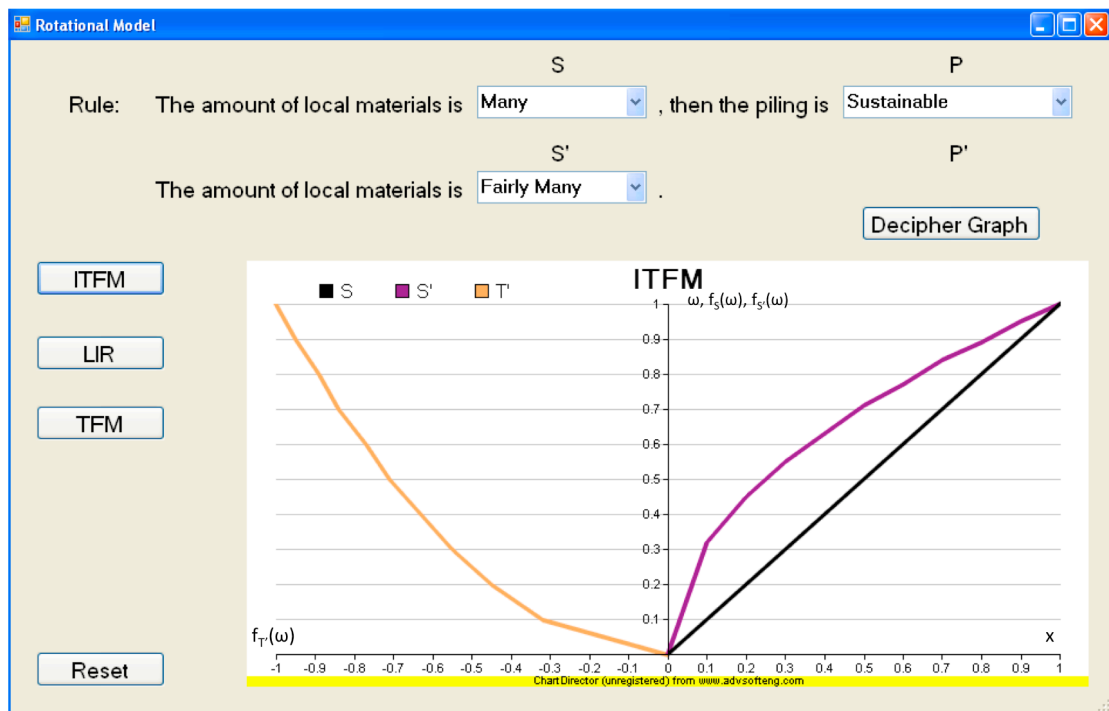 Rotational Model
S P
Rule: The amount of local materials is Many , then the piling is Sustainable
S' P'
The amount of local materials is Fairly Many .
Decipher Graph
ITFM
LIR
TFM
Reset
ITFM
S S' T'
ω, fS(ω), fS'(ω)
1
0.9
0.8
0.7
0.6
0.5
0.4
0.3
0.2
0.1
fT'(ω) x
-1 -0.9 -0.8 -0.7 -0.6 -0.5 -0.4 -0.3 -0.2 -0.1 0 0.1 0.2 0.3 0.4 0.5 0.6 0.7 0.8 0.9 1
ChartDirector (unregistered) from www.advsofteng.com